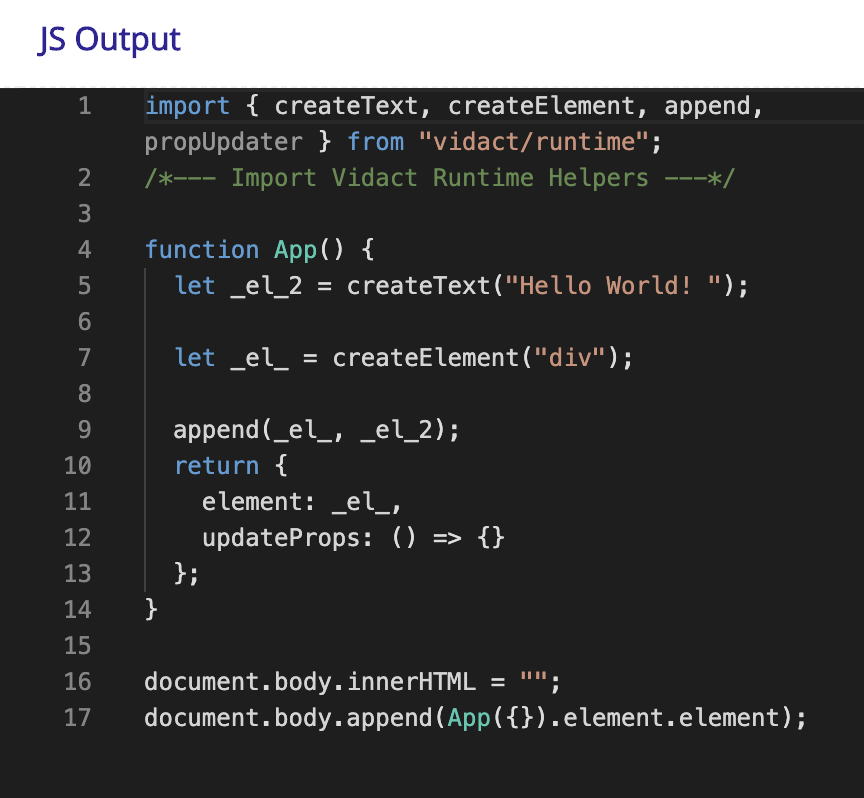 JS Output
1 import { createText, createElement, append,
propUpdater } from "vidact/runtime";
2 /*--- Import Vidact Runtime Helpers ---*/
3
4 function App() {
5   let _el_2 = createText("Hello World! ");
6
7   let _el_ = createElement("div");
8
9   append(_el_, _el_2);
10   return {
11     element: _el_,
12     updateProps: () => {}
13   };
14 }
15
16 document.body.innerHTML = "";
17 document.body.append(App({}).element.element);